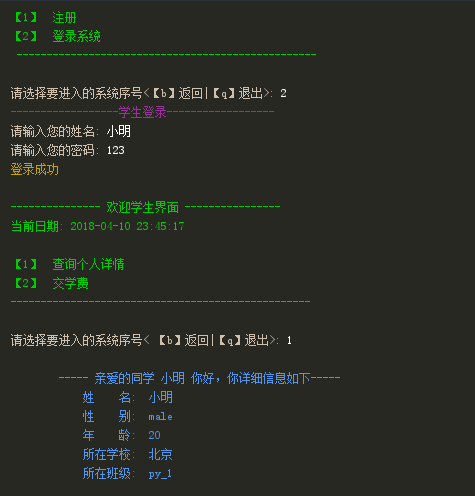 【1】 注册
【2】 登录系统
--------------------------------------------------
请选择要进入的系统序号<【b】返回|【q】退出>: 2
------------------学生登录------------------
请输入您的姓名: 小明
请输入您的密码: 123
登录成功
--------------- 欢迎学生界面 ----------------
当前日期: 2018-04-10 23:45:17
【1】 查询个人详情
【2】 交学费
--------------------------------------------------
请选择要进入的系统序号< 【b】返回|【q】退出>: 1
----- 亲爱的同学 小明 你好, 你详细信息如下-----
姓 名: 小明
性 别: male
年 龄: 20
所在学校: 北京
所在班级: py_1